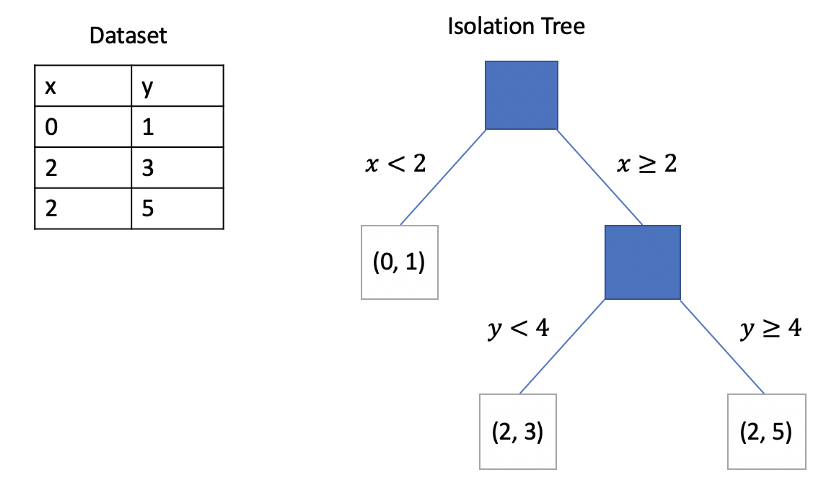 Dataset
x y
0 1
2 3
2 5
Isolation Tree
x < 2
x ≥ 2
(0, 1)
y < 4
y ≥ 4
(2, 3)
(2, 5)